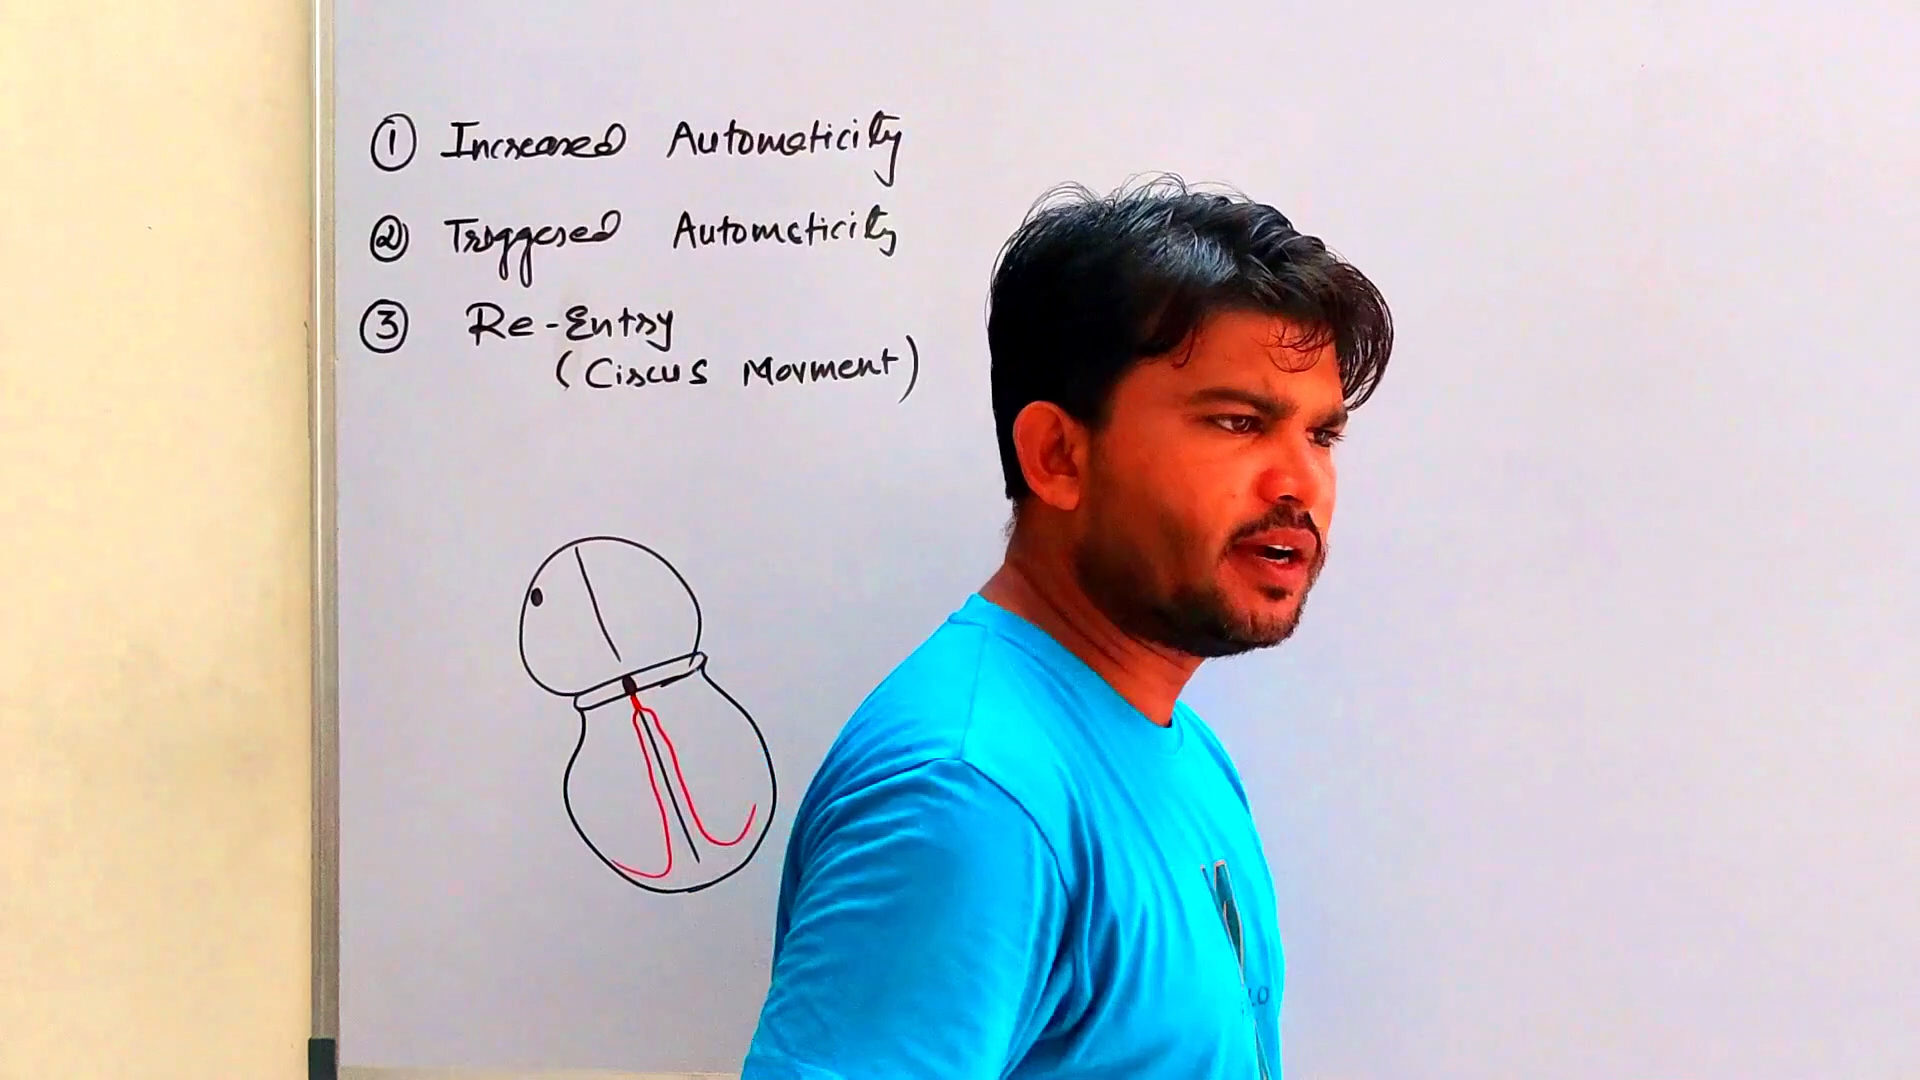 ① Increased Automaticity
② Triggered Automaticity
③ Re-Entry
(Circus Movment)